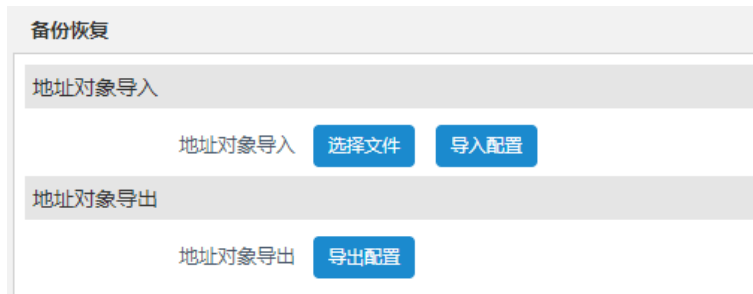 备份恢复
地址对象导入
地址对象导入 选择文件 导入配置
地址对象导出
地址对象导出 导出配置